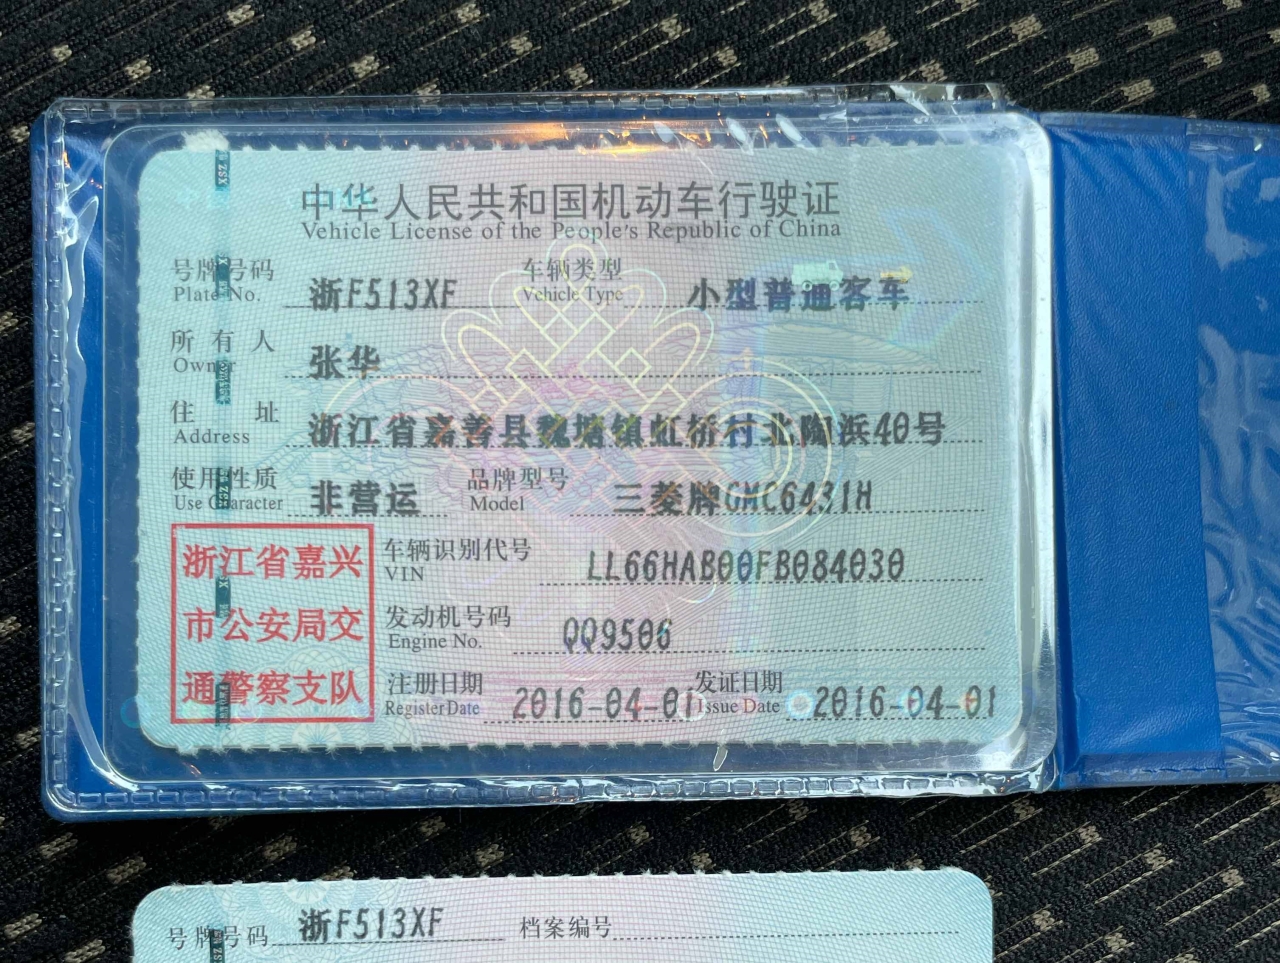 中华人民共和国机动车行驶证
Vehicle License of the People's Republic of China
号牌号码 浙F513XF 车辆类型 小型普通客车
Plate No. Vehicle Type
所有人 张华
Owner
住址 浙江省嘉善县魏塘镇虹桥村北陶浜40号
Address
使用性质 非营运 品牌型号 三菱牌GMC6431H
Use Character Model
浙江省嘉兴
市公安局交
通警察支队
车辆识别代号 LL66HAB00FB084030
VIN
发动机号码 QQ9506
Engine No.
注册日期 2016-04-01 发证日期 2016-04-01
Register Date Issue Date
号牌号码 浙F513XF 档案编号